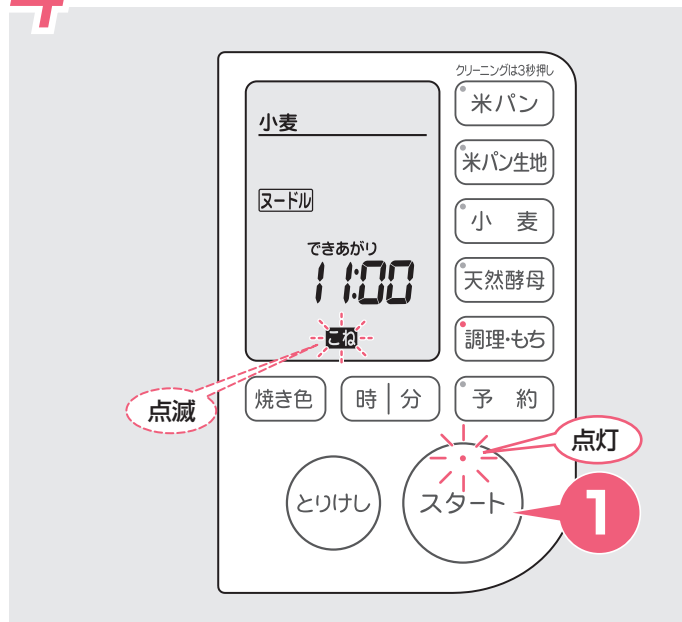 4
クリーニングは3秒押し
小麦
ヌードル
できあがり
11:00
こね
点滅
米パン
米パン生地
小 麦
天然酵母
調理・もち
焼き色
時|分
予 約
点灯
とりけし
スタート
1